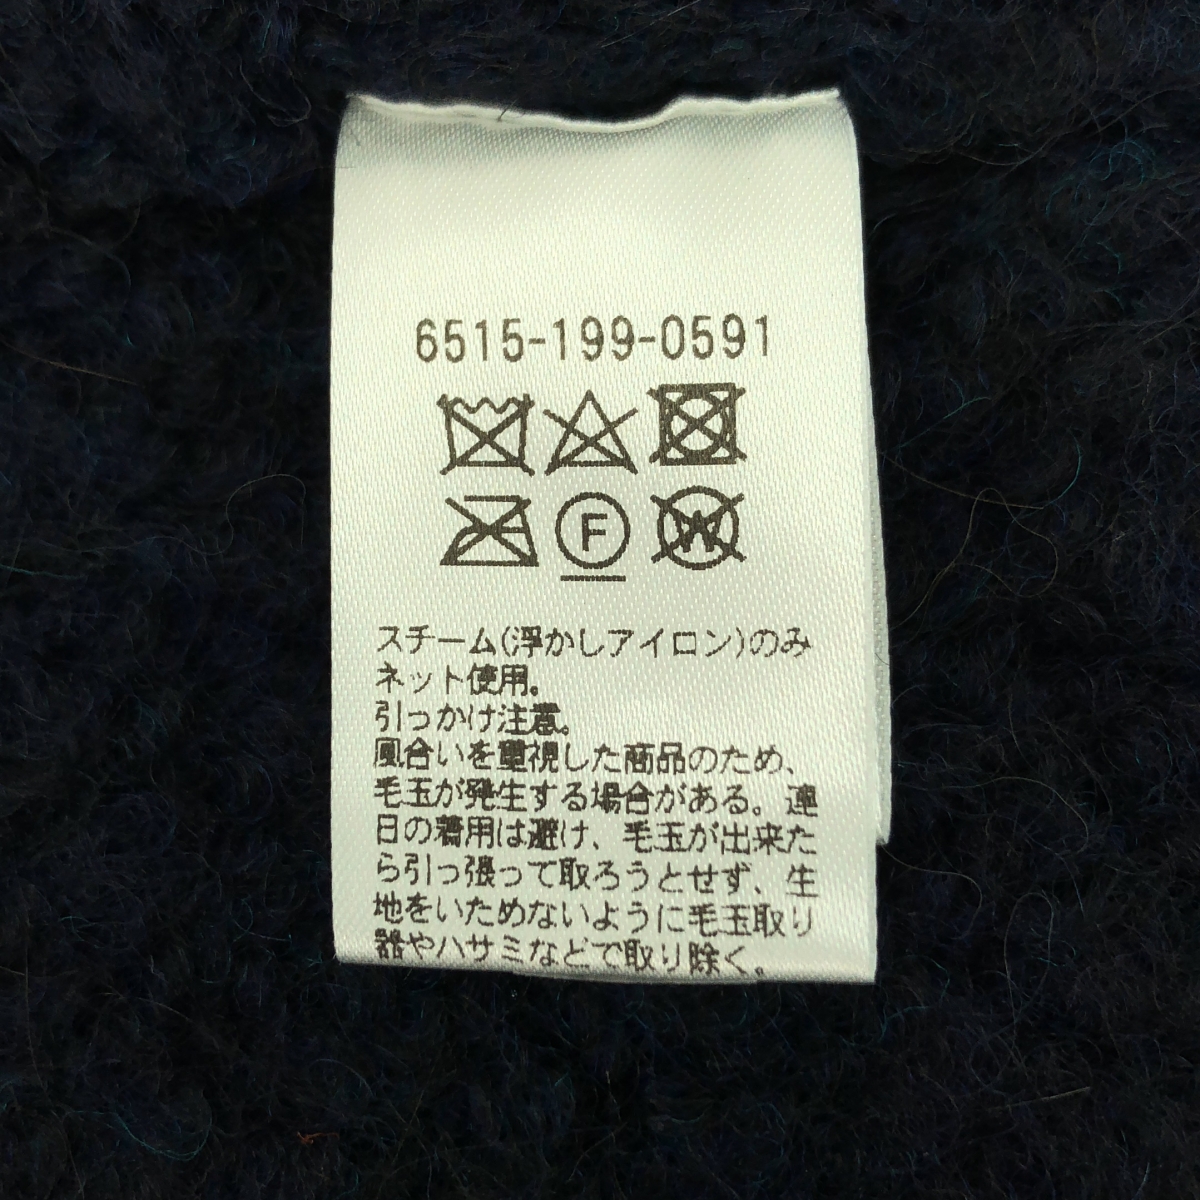 6515-199-0591
F
W
スチーム(浮かしアイロン)のみ
ネット使用。
引っかけ注意。
風合いを重視した商品のため、
毛玉が発生する場合がある。連
日の着用は避け、毛玉が出来た
ら引っ張って取ろうとせず、生
地をいためないように毛玉取り
器やハサミなどで取り除く。